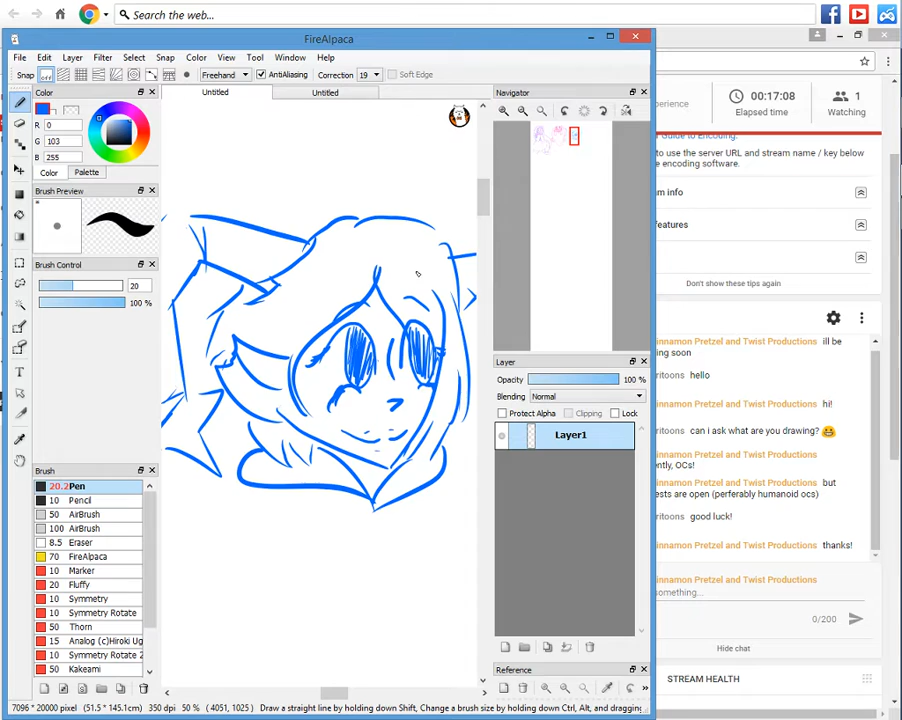 Search the web...
FireAlpaca
File Edit Layer Filter Select Snap Color View Tool Window Help
Snap off Freehand AntiAliasing Correction 19 Soft Edge
Color
R 0
G 103
B 255
Color Palette
Brush Preview
Brush Control
20
100 %
Brush
20.2 Pen
10 Pencil
50 AirBrush
100 AirBrush
8.5 Eraser
70 FireAlpaca
10 Marker
20 Fluffy
10 Symmetry
10 Symmetry Rotate
50 Thorn
15 Analog (c)Hiroki Ug
10 Symmetry Rotate 2
50 Kakeami
Untitled Untitled
Navigator
Layer
Opacity 100 %
Blending Normal
Protect Alpha Clipping Lock
Layer1
Reference
7096 * 20000 pixel (51.5 * 145.1cm) 350 dpi 50 % (4051, 1025) Draw a straight line by holding down Shift, Change a brush size by holding down Ctrl, Alt, and dragging
perience
00:17:08
Elapsed time
1
Watching
Guide to Encoding.
to use the server URL and stream name / key below
e encoding software.
am info
features
Don't show these tips again
innamon Pretzel and Twist Productions ill be
ing soon
ritoons hello
innamon Pretzel and Twist Productions hi!
ritoons can i ask what are you drawing?
innamon Pretzel and Twist Productions
ently, OCs!
innamon Pretzel and Twist Productions but
ests are open (perferably humanoid ocs)
ritoons good luck!
innamon Pretzel and Twist Productions thanks!
innamon Pretzel and Twist Productions
something...
0/200
Hide chat
STREAM HEALTH